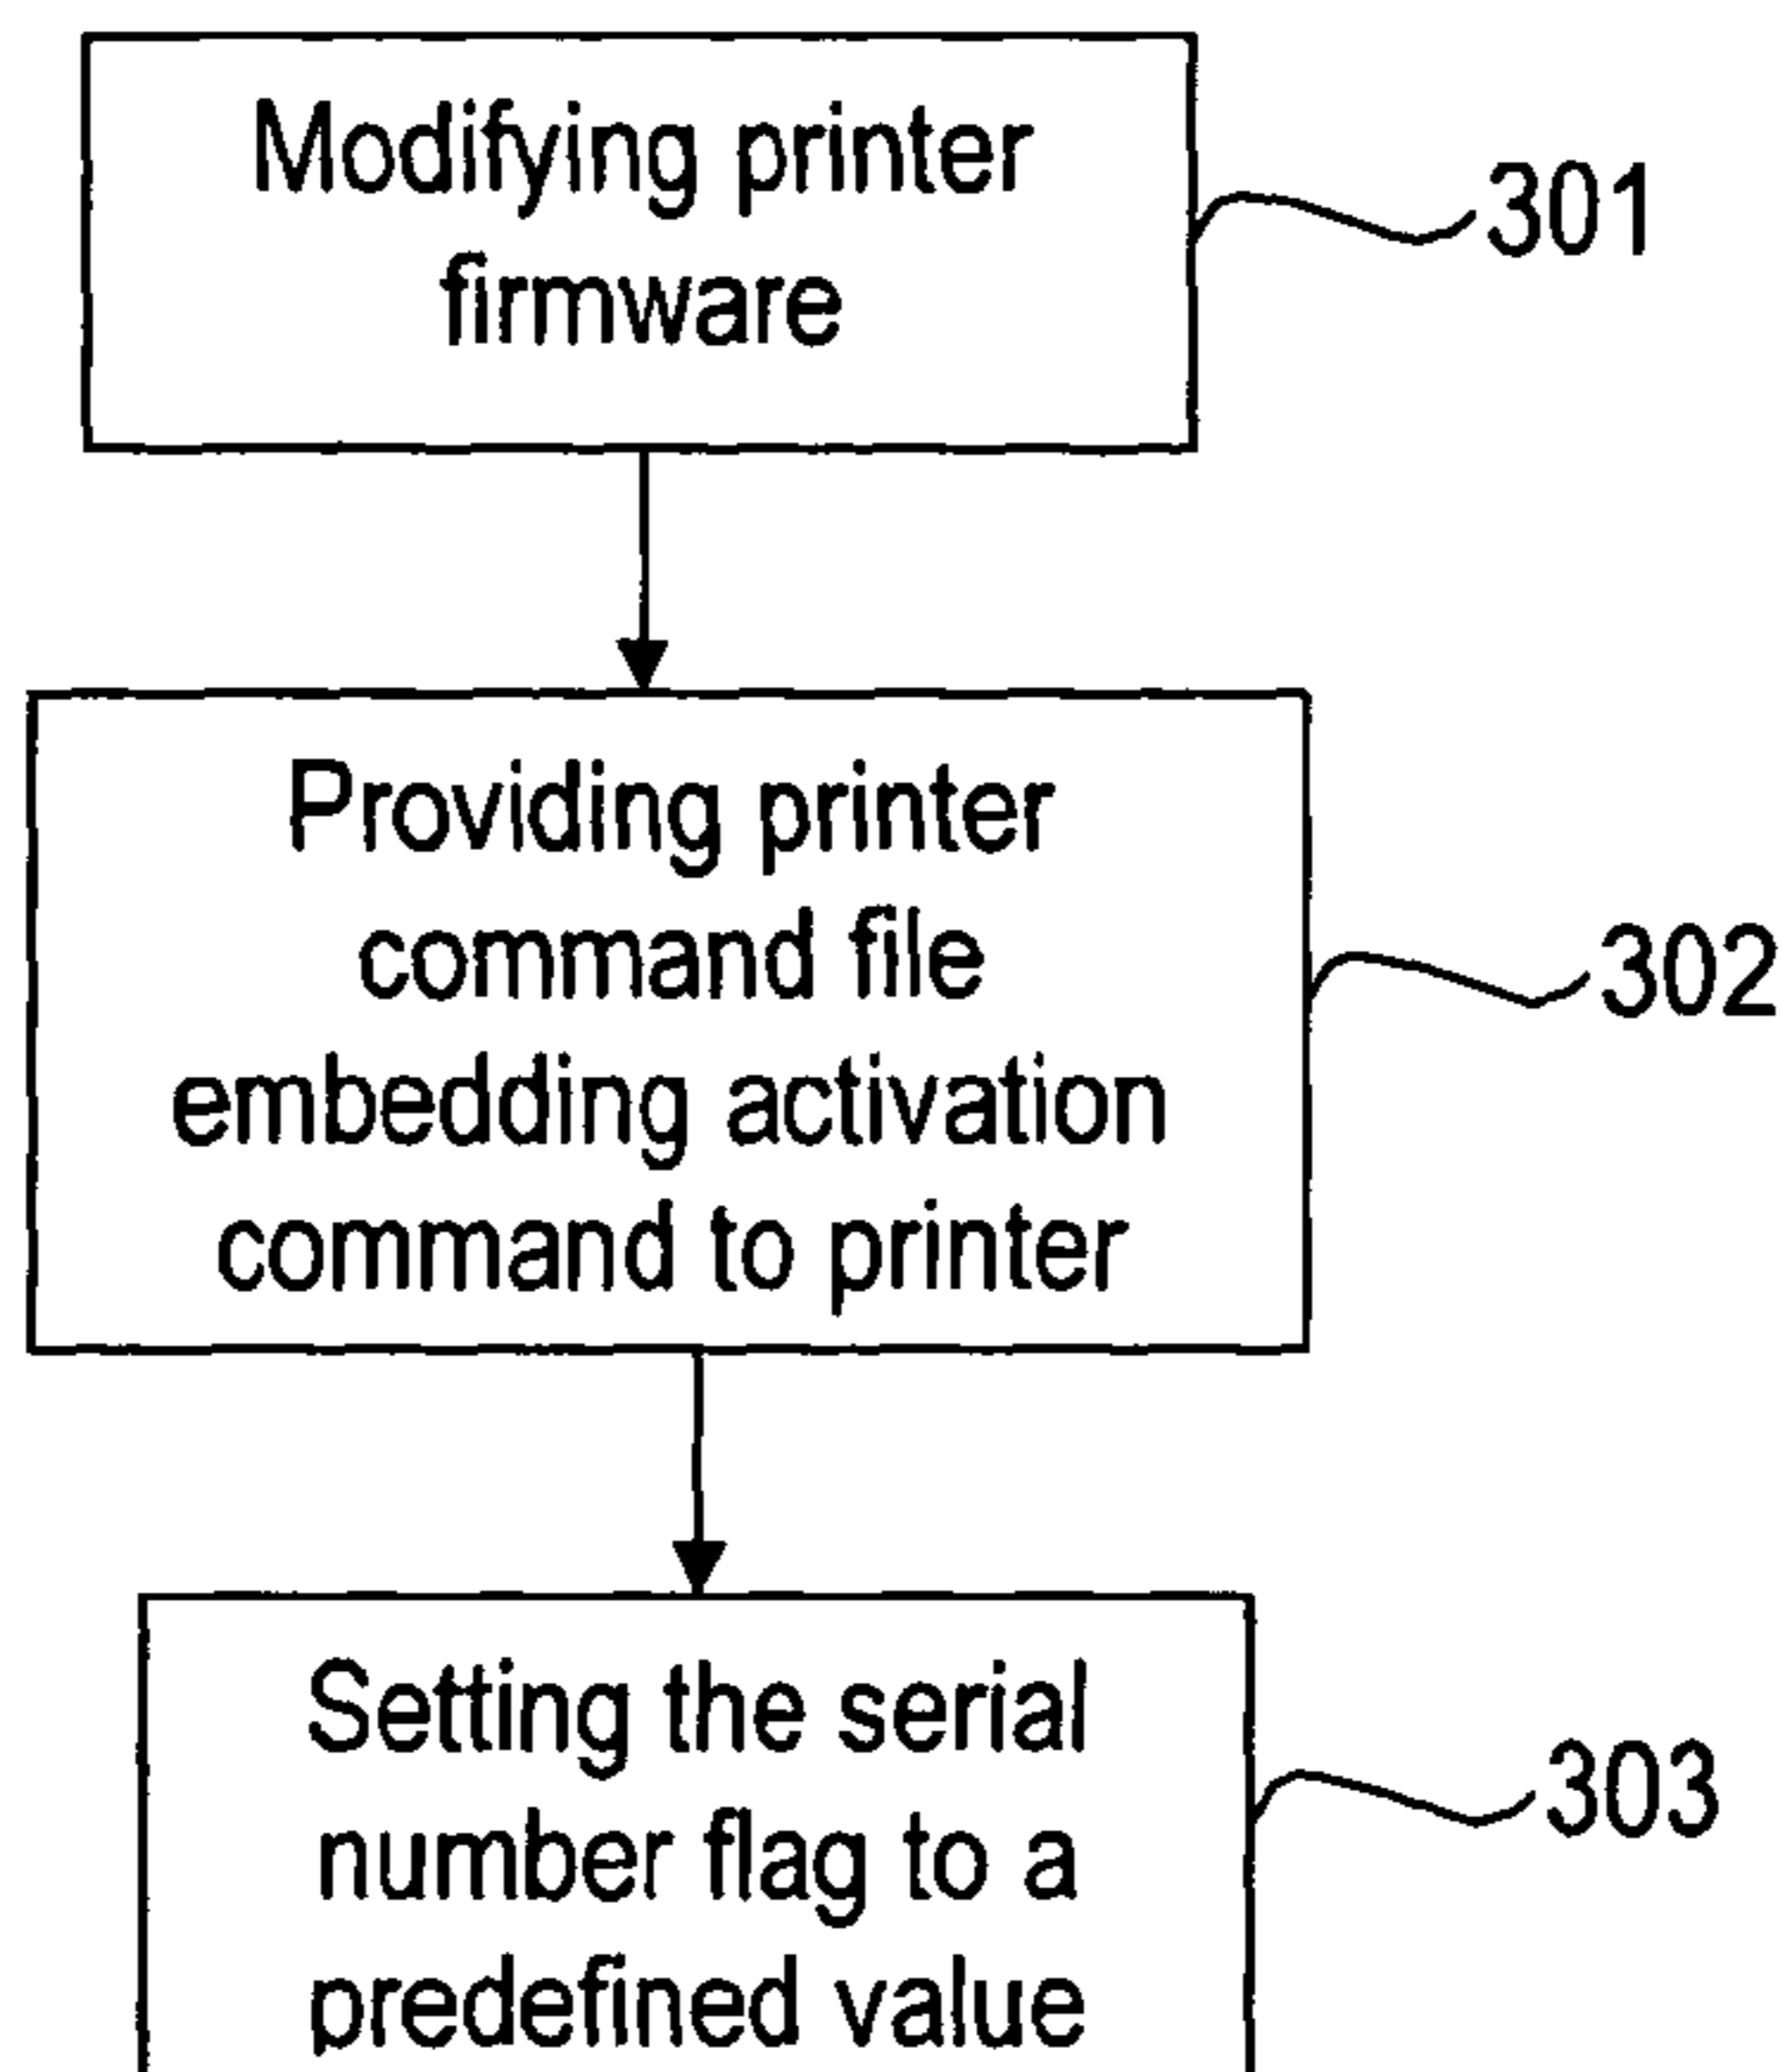 Modifying printer
firmware
301
Providing printer
command file
embedding activation
command to printer
302
Setting the serial
number flag to a
predefined value
303